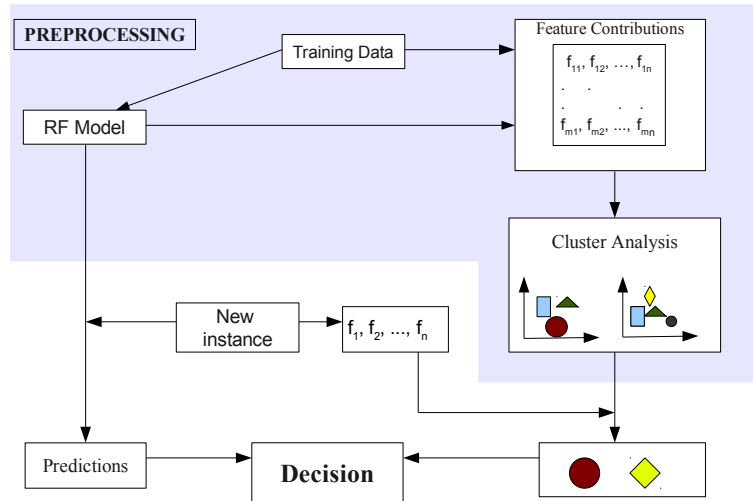 PREPROCESSING
Training Data
Feature Contributions
f11, f12, ..., f1n
. .
. . .
fm1, fm2, ..., fmn
RF Model
Cluster Analysis
New
instance
f1, f2, ..., fn
Predictions
Decision